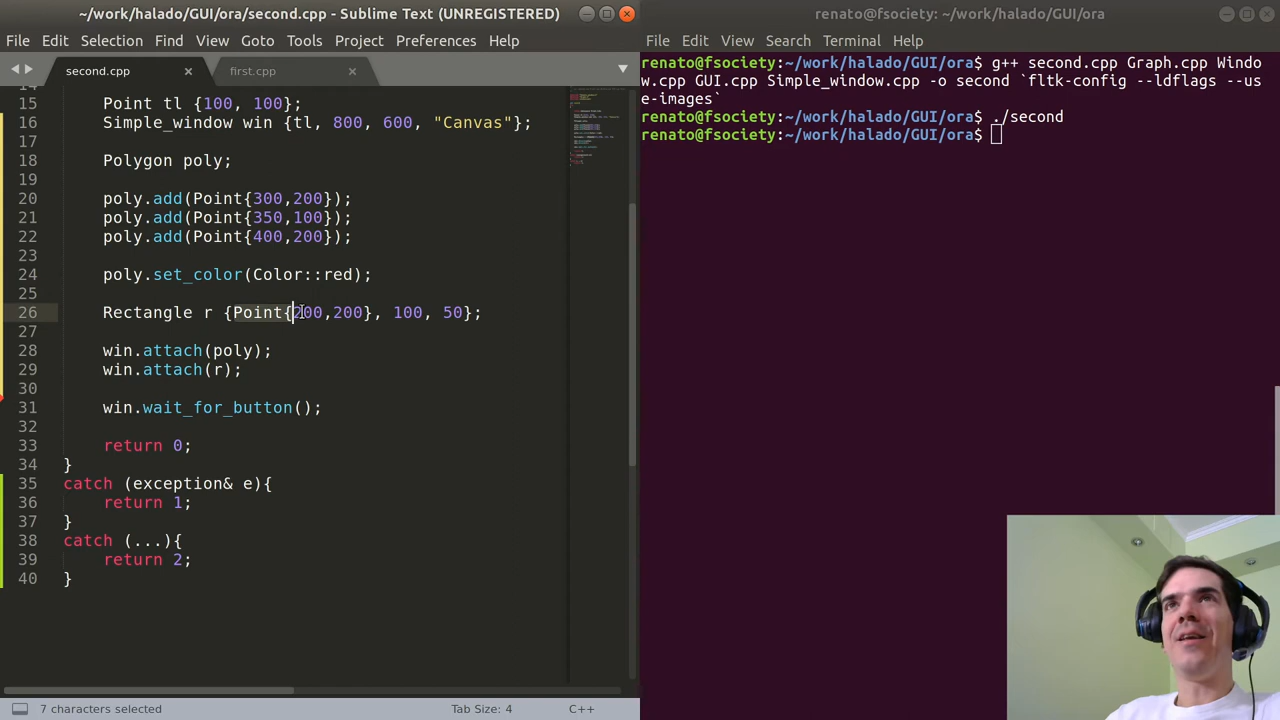 ~/work/halado/GUI/ora/second.cpp - Sublime Text (UNREGISTERED)
File Edit Selection Find View Goto Tools Project Preferences Help
second.cpp × first.cpp ×
15 Point tl {100, 100};
16 Simple_window win {tl, 800, 600, "Canvas"};
17
18 Polygon poly;
19
20 poly.add(Point{300,200});
21 poly.add(Point{350,100});
22 poly.add(Point{400,200});
23
24 poly.set_color(Color::red);
25
26 Rectangle r {Point{200,200}, 100, 50};
27
28 win.attach(poly);
29 win.attach(r);
30
31 win.wait_for_button();
32
33 return 0;
34 }
35 catch (exception& e){
36 return 1;
37 }
38 catch (...){
39 return 2;
40 }
7 characters selected Tab Size: 4 C++
renato@fsociety: ~/work/halado/GUI/ora
File Edit View Search Terminal Help
renato@fsociety:~/work/halado/GUI/ora$ g++ second.cpp Graph.cpp Windo
w.cpp GUI.cpp Simple_window.cpp -o second `fltk-config --ldflags --us
e-images`
renato@fsociety:~/work/halado/GUI/ora$ ./second
renato@fsociety:~/work/halado/GUI/ora$